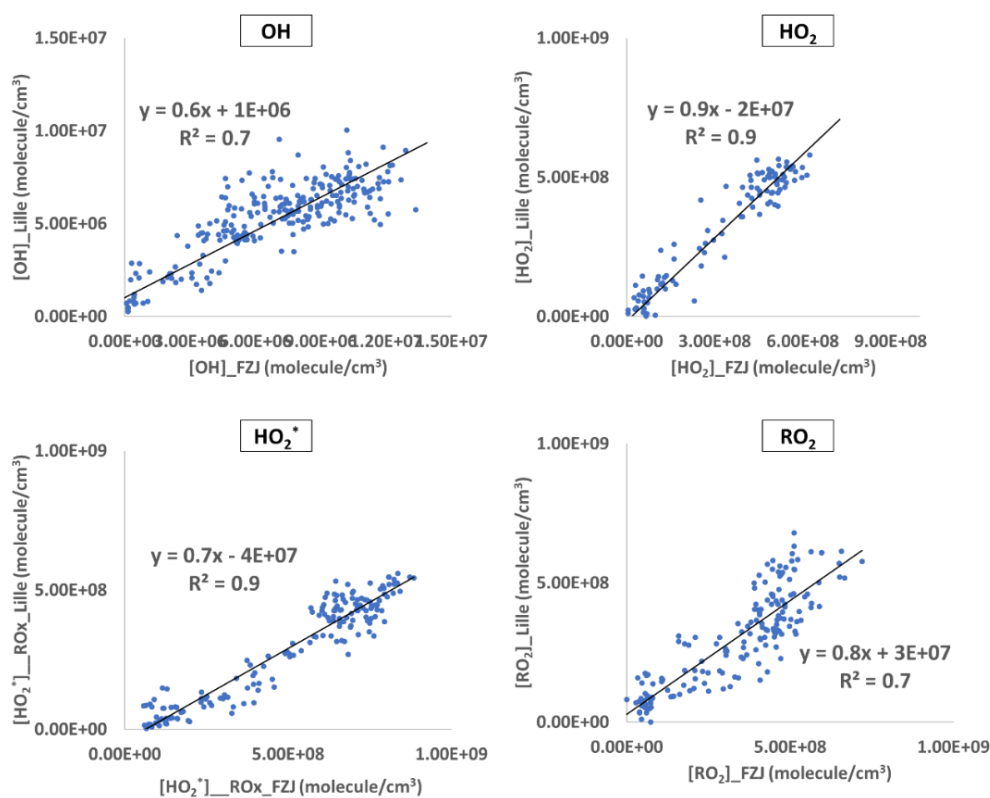 OH
1.50E+07
1.00E+07
5.00E+06
0.00E+00
y = 0.6x + 1E+06
R² = 0.7
[OH]_Lille (molecule/cm³)
0.00E+00 3.00E+06 6.00E+06 9.00E+06 1.20E+07 1.50E+07
[OH]_FZJ (molecule/cm³)
HO₂
1.00E+09
5.00E+08
0.00E+00
y = 0.9x - 2E+07
R² = 0.9
[HO₂]_Lille (molecule/cm³)
0.00E+00 3.00E+08 6.00E+08 9.00E+08
[HO₂]_FZJ (molecule/cm³)
HO₂*
1.00E+09
5.00E+08
0.00E+00
y = 0.7x - 4E+07
R² = 0.9
[HO₂*]__ROx_Lille (molecule/cm³)
0.00E+00 5.00E+08 1.00E+09
[HO₂*]__ROx_FZJ (molecule/cm³)
RO₂
1.00E+09
5.00E+08
0.00E+00
y = 0.8x + 3E+07
R² = 0.7
[RO₂]_Lille (molecule/cm³)
0.00E+00 5.00E+08 1.00E+09
[RO₂]_FZJ (molecule/cm³)